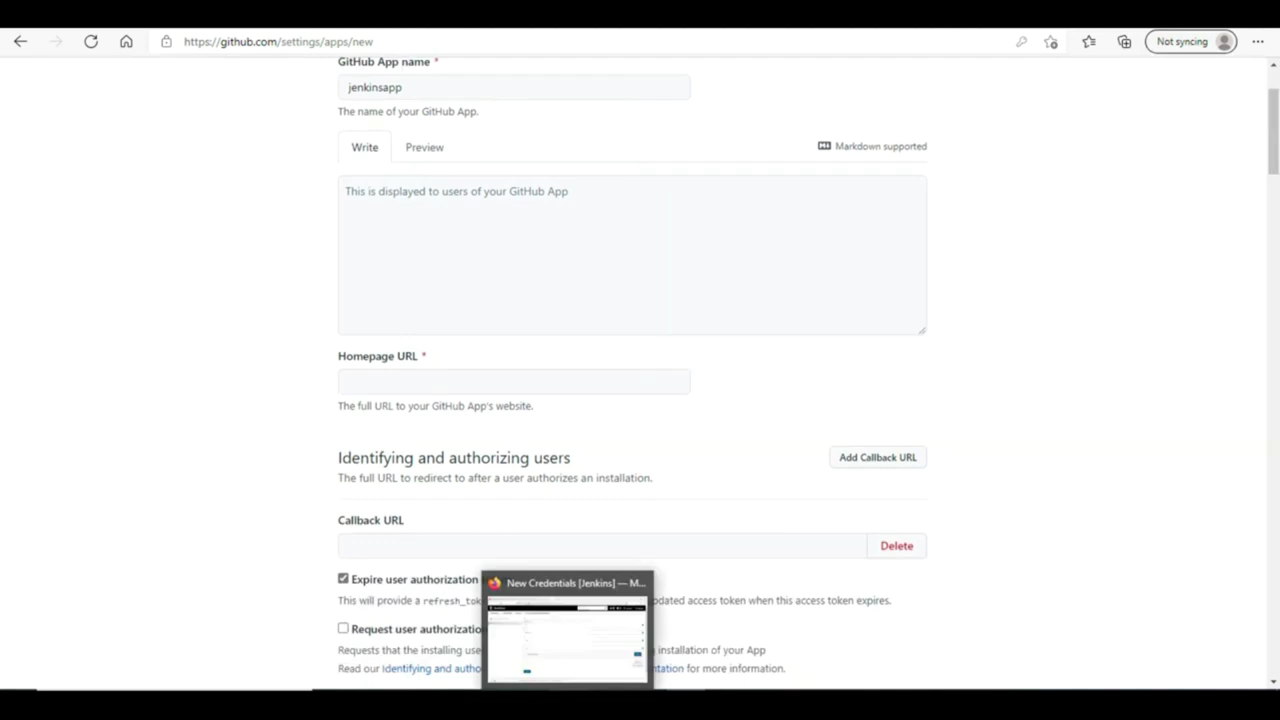 https://github.com/settings/apps/new
Not syncing
GitHub App name *
jenkinsapp
The name of your GitHub App.
Write Preview Markdown supported
This is displayed to users of your GitHub App
Homepage URL *
The full URL to your GitHub App's website.
Identifying and authorizing users Add Callback URL
The full URL to redirect to after a user authorizes an installation.
Callback URL
Delete
Expire user authorization
New Credentials [Jenkins] — M...
This will provide a refresh_tok pdated access token when this access token expires.
Request user authorizatio
Requests that the installing use installation of your App
Read our Identifying and autho tation for more information.